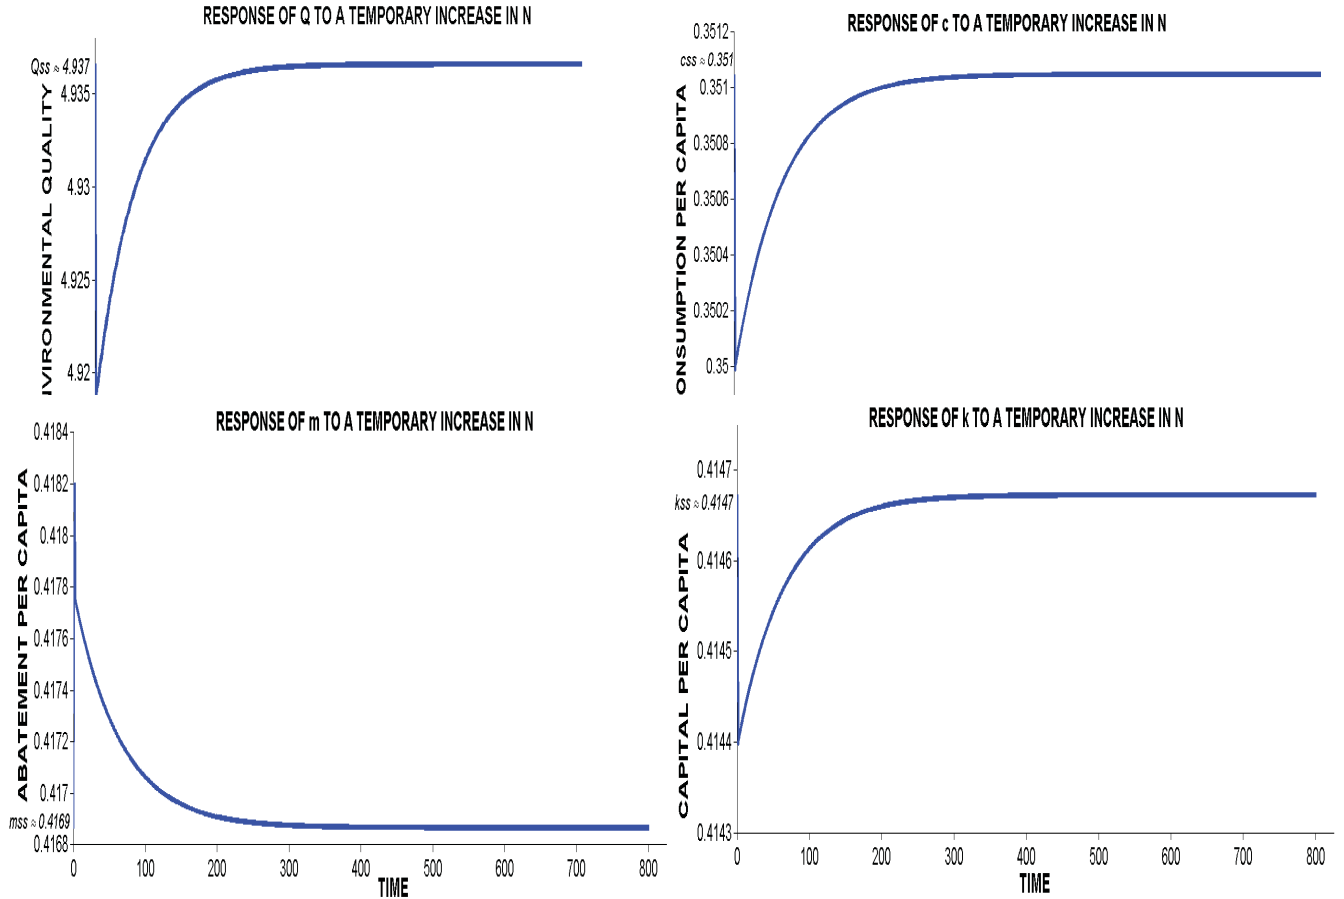 RESPONSE OF Q TO A TEMPORARY INCREASE IN N
IVIRONMENTAL QUALITY
Qss ≈ 4.937
4.935
4.93
4.925
4.92
RESPONSE OF c TO A TEMPORARY INCREASE IN N
ONSUMPTION PER CAPITA
0.3512
css ≈ 0.351
0.351
0.3508
0.3506
0.3504
0.3502
0.35
RESPONSE OF m TO A TEMPORARY INCREASE IN N
ABATEMENT PER CAPITA
0.4184
0.4182
0.418
0.4178
0.4176
0.4174
0.4172
0.417
mss ≈ 0.4169
0.4168
0 100 200 300 400 500 600 700 800
TIME
RESPONSE OF k TO A TEMPORARY INCREASE IN N
CAPITAL PER CAPITA
0.4147
kss ≈ 0.4147
0.4146
0.4145
0.4144
0.4143
0 100 200 300 400 500 600 700 800
TIME